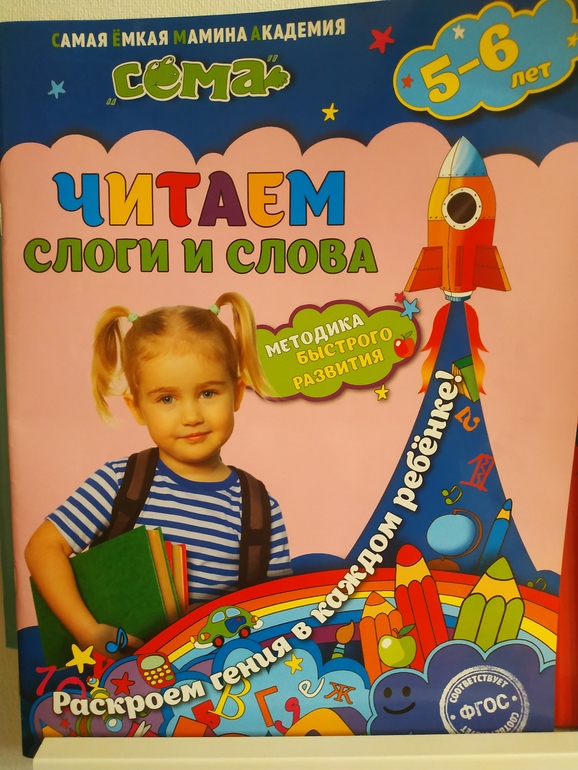 Самая Ёмкая Мамина Академия
„Сёма"
5–6
лет
ЧИТАЕМ
СЛОГИ И СЛОВА
МЕТОДИКА
БЫСТРОГО
РАЗВИТИЯ
Раскроем гения в каждом ребёнке!
СООТВЕТСТВУЕТ
ФГОС